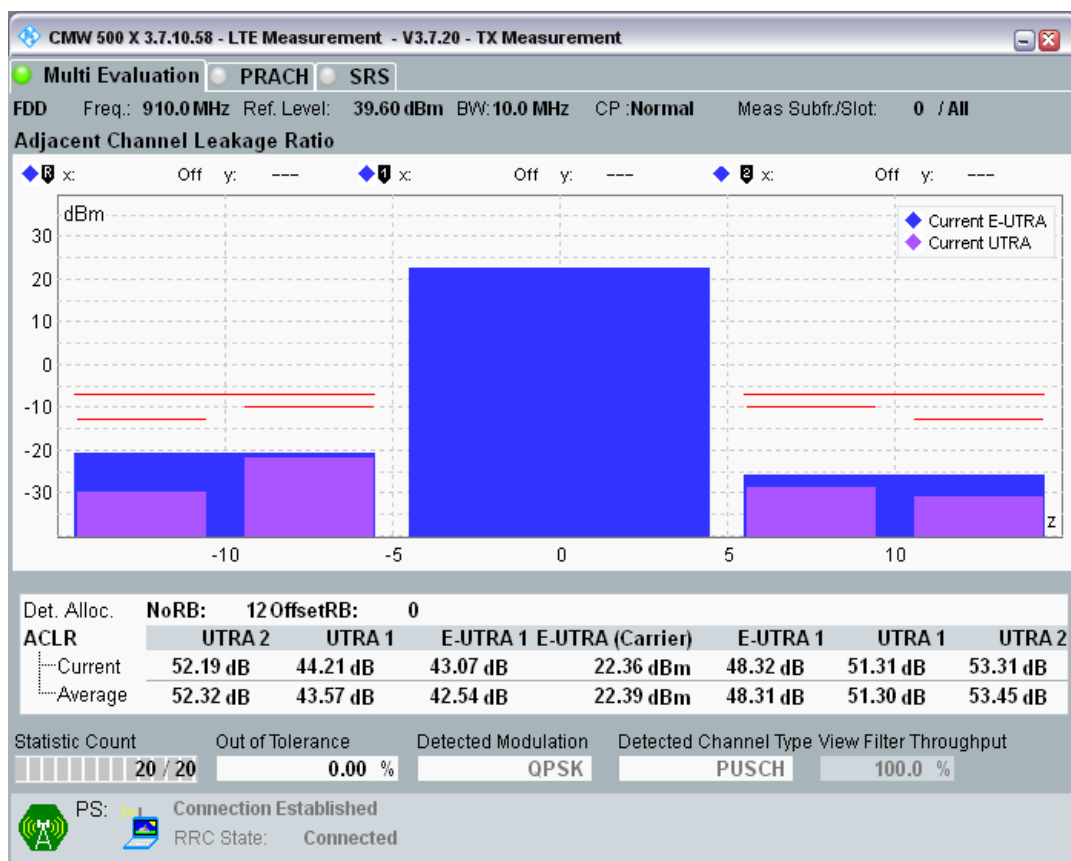 CMW 500 X 3.7.10.58 - LTE Measurement - V3.7.20 - TX Measurement
Multi Evaluation PRACH SRS
FDD Freq.: 910.0 MHz Ref. Level: 39.60 dBm BW: 10.0 MHz CP :Normal Meas Subfr./Slot: 0 / All
Adjacent Channel Leakage Ratio
R x: Off y: --- 1 x: Off y: --- 2 x: Off y: ---
dBm
Current E-UTRA
Current UTRA
30
20
10
0
-10
-20
-30
z
-10 -5 0 5 10
Det. Alloc. NoRB: 12 OffsetRB: 0
ACLR UTRA 2 UTRA 1 E-UTRA 1 E-UTRA (Carrier) E-UTRA 1 UTRA 1 UTRA 2
Current 52.19 dB 44.21 dB 43.07 dB 22.36 dBm 48.32 dB 51.31 dB 53.31 dB
Average 52.32 dB 43.57 dB 42.54 dB 22.39 dBm 48.31 dB 51.30 dB 53.45 dB
Statistic Count Out of Tolerance Detected Modulation Detected Channel Type View Filter Throughput
20 / 20 0.00 % QPSK PUSCH 100.0 %
PS: Connection Established
RRC State: Connected